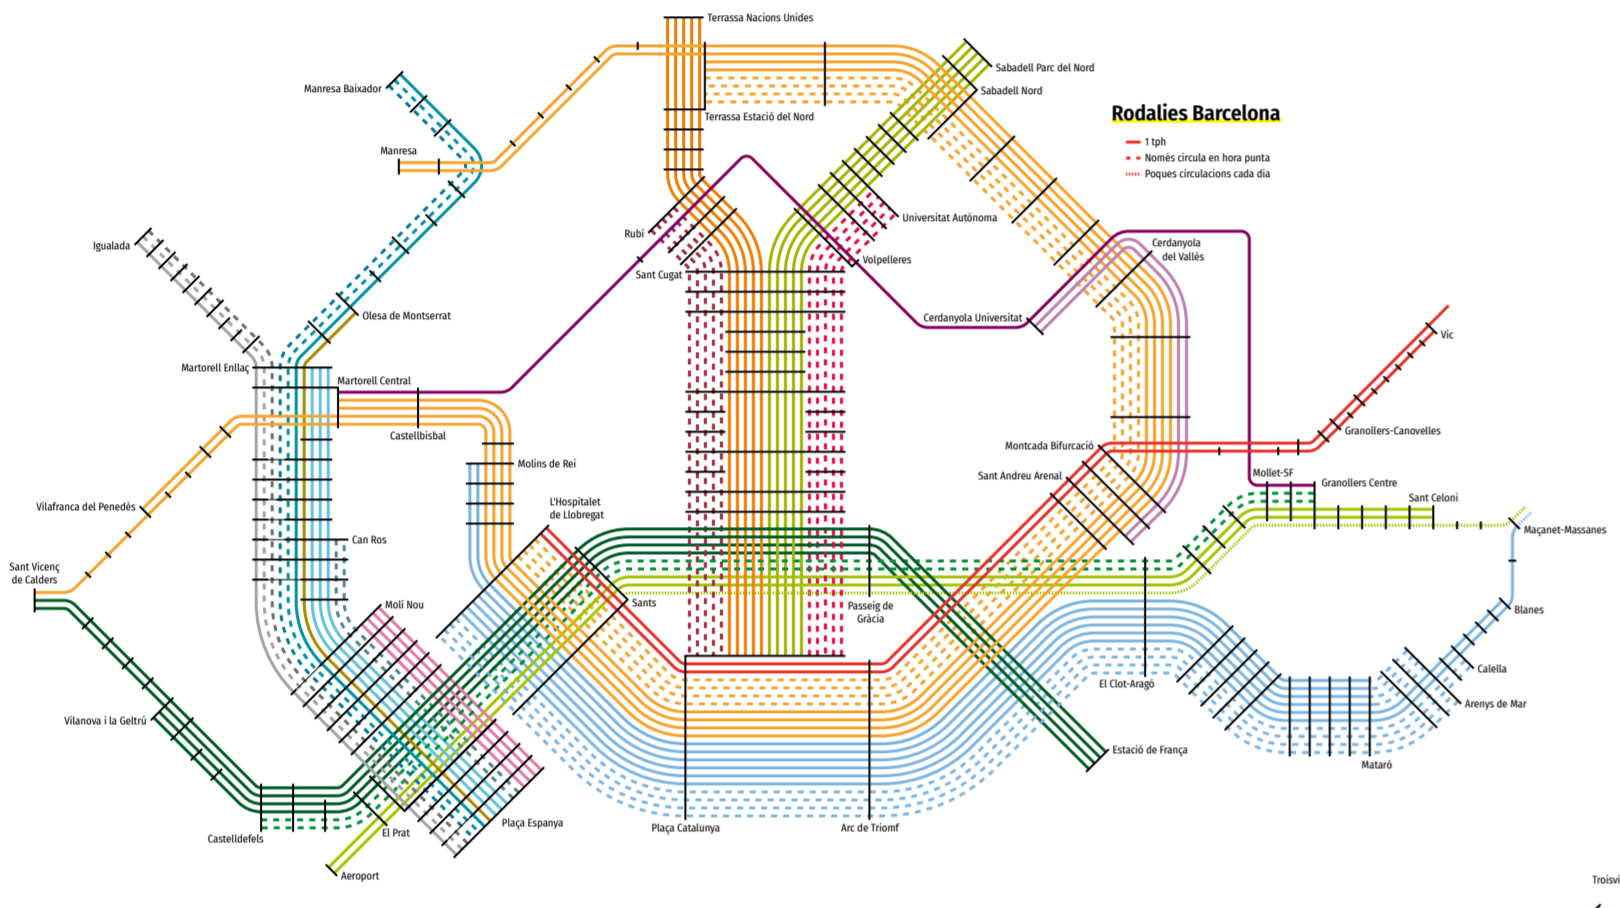 Terrassa Nacions Unides
Sabadell Parc del Nord
Manresa Baixador
Sabadell Nord
Rodalies Barcelona
Terrassa Estació del Nord
1 tph
Manresa
Només circula en hora punta
Poques circulacions cada dia
Universitat Autònoma
Rubí
Igualada
Cerdanyola
del Vallès
Volpelleres
Sant Cugat
Olesa de Montserrat
Cerdanyola Universitat
Vic
Martorell Enllaç
Martorell Central
Castellbisbal
Granollers-Canovelles
Montcada Bifurcació
Molins de Rei
Mollet-SF
Sant Andreu Arenal
Granollers Centre
Sant Celoni
Vilafranca del Penedès
L'Hospitalet
de Llobregat
Maçanet-Massanes
Can Ros
Sant Vicenç
de Calders
Molí Nou
Sants
Passeig de
Gràcia
Blanes
Calella
El Clot-Aragó
Arenys de Mar
Vilanova i la Geltrú
Estació de França
Mataró
Plaça Espanya
Plaça Catalunya
Arc de Triomf
El Prat
Castelldefels
Aeroport
Troisvi